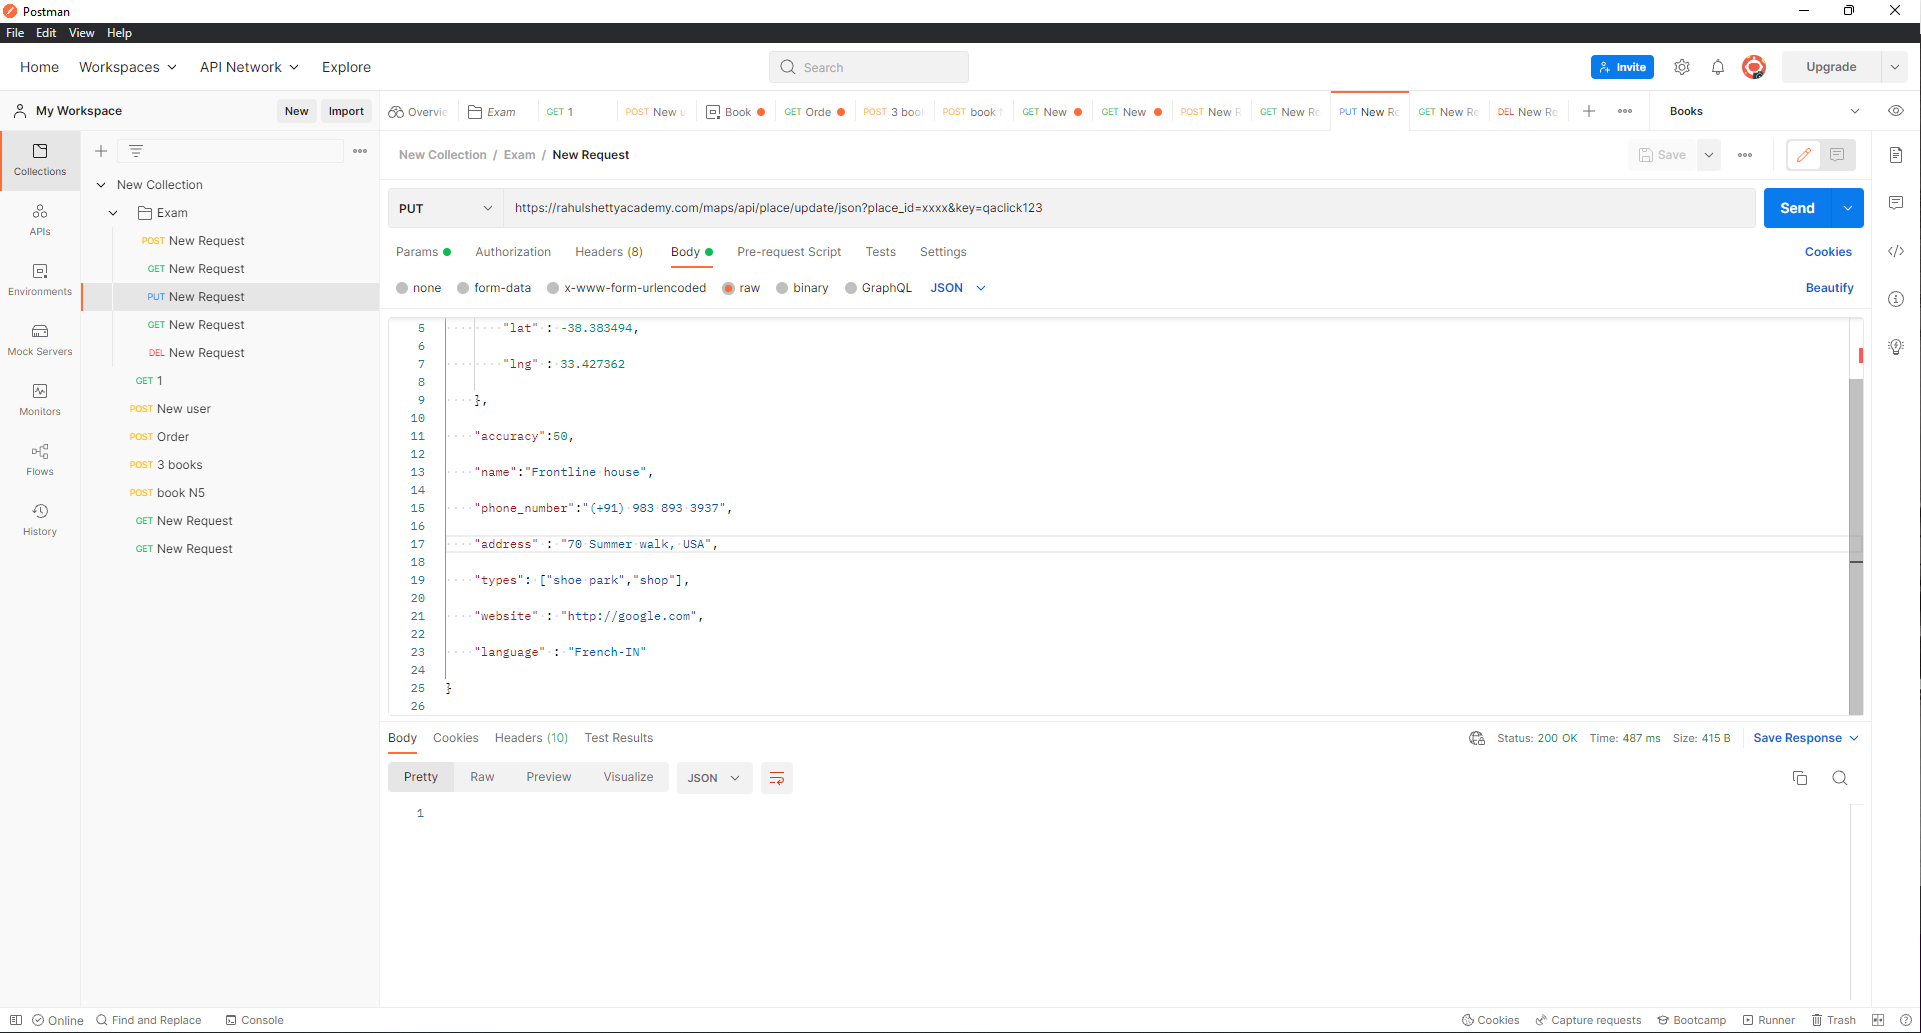 Postman
File Edit View Help
Home Workspaces API Network Explore Search Invite Upgrade
My Workspace New Import
Overvie Exam GET 1 POST New u Book GET Orde POST 3 boo POST book GET New GET New POST New R GET New Re PUT New Re GET New Re DEL New Re Books
Collections
APIs
Environments
Mock Servers
Monitors
Flows
History
New Collection
Exam
POST New Request
GET New Request
PUT New Request
GET New Request
DEL New Request
GET 1
POST New user
POST Order
POST 3 books
POST book N5
GET New Request
GET New Request
New Collection / Exam / New Request Save
PUT https://rahulshettyacademy.com/maps/api/place/update/json?place_id=xxxx&key=qaclick123 Send
Params Authorization Headers (8) Body Pre-request Script Tests Settings Cookies
none form-data x-www-form-urlencoded raw binary GraphQL JSON Beautify
5 "lat" : -38.383494,
6
7 "lng" : 33.427362
8
9 },
10
11 "accuracy":50,
12
13 "name":"Frontline house",
14
15 "phone_number":"(+91) 983 893 3937",
16
17 "address" : "70 Summer walk, USA",
18
19 "types": ["shoe park","shop"],
20
21 "website" : "http://google.com",
22
23 "language" : "French-IN"
24
25 }
26
Body Cookies Headers (10) Test Results Status: 200 OK Time: 487 ms Size: 415 B Save Response
Pretty Raw Preview Visualize JSON
1
Online Find and Replace Console Cookies Capture requests Bootcamp Runner Trash